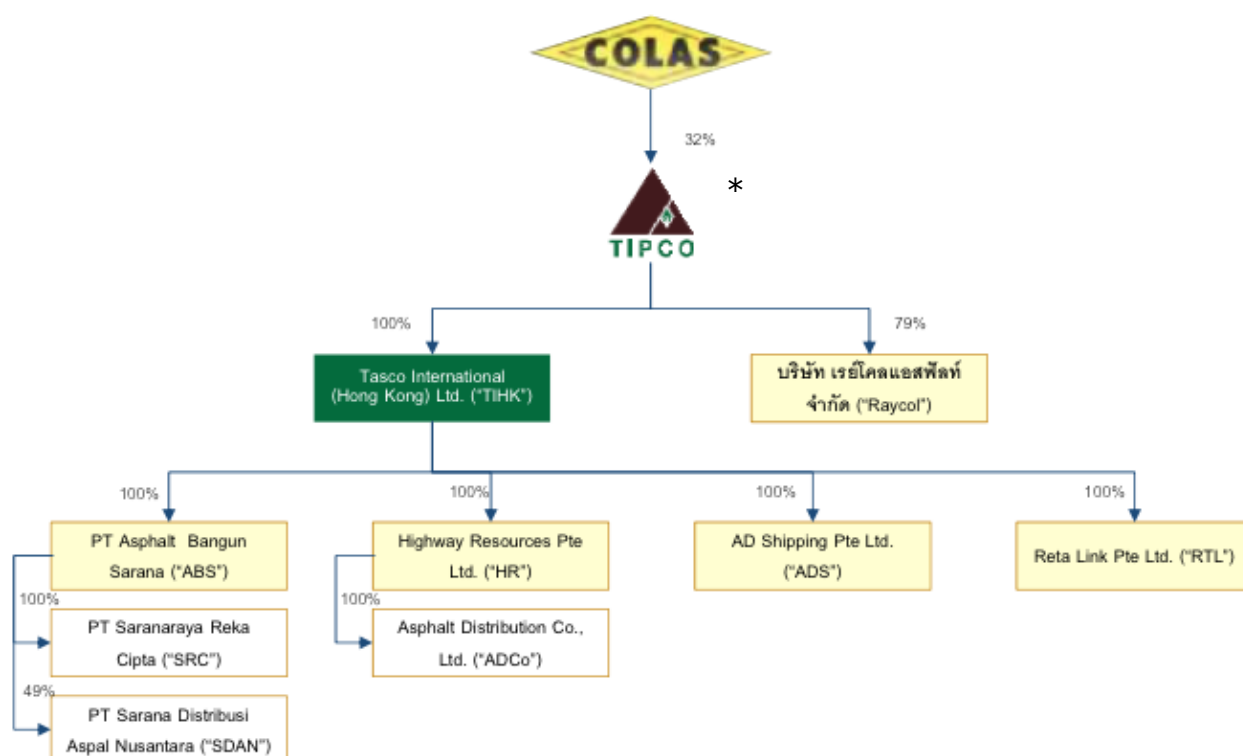 COLAS
32%
*
TIPCO
100%
79%
Tasco International
(Hong Kong) Ltd. (“TIHK”)
บริษัท เรย์โคลแอสฟัลท์
จำกัด (“Raycol”)
100%
100%
100%
100%
PT Asphalt Bangun
Sarana (“ABS”)
Highway Resources Pte
Ltd. (“HR”)
AD Shipping Pte Ltd.
(“ADS”)
Reta Link Pte Ltd. (“RTL”)
100%
100%
PT Saranaraya Reka
Cipta (“SRC”)
Asphalt Distribution Co.,
Ltd. (“ADCo”)
49%
PT Sarana Distribusi
Aspal Nusantara (“SDAN”)